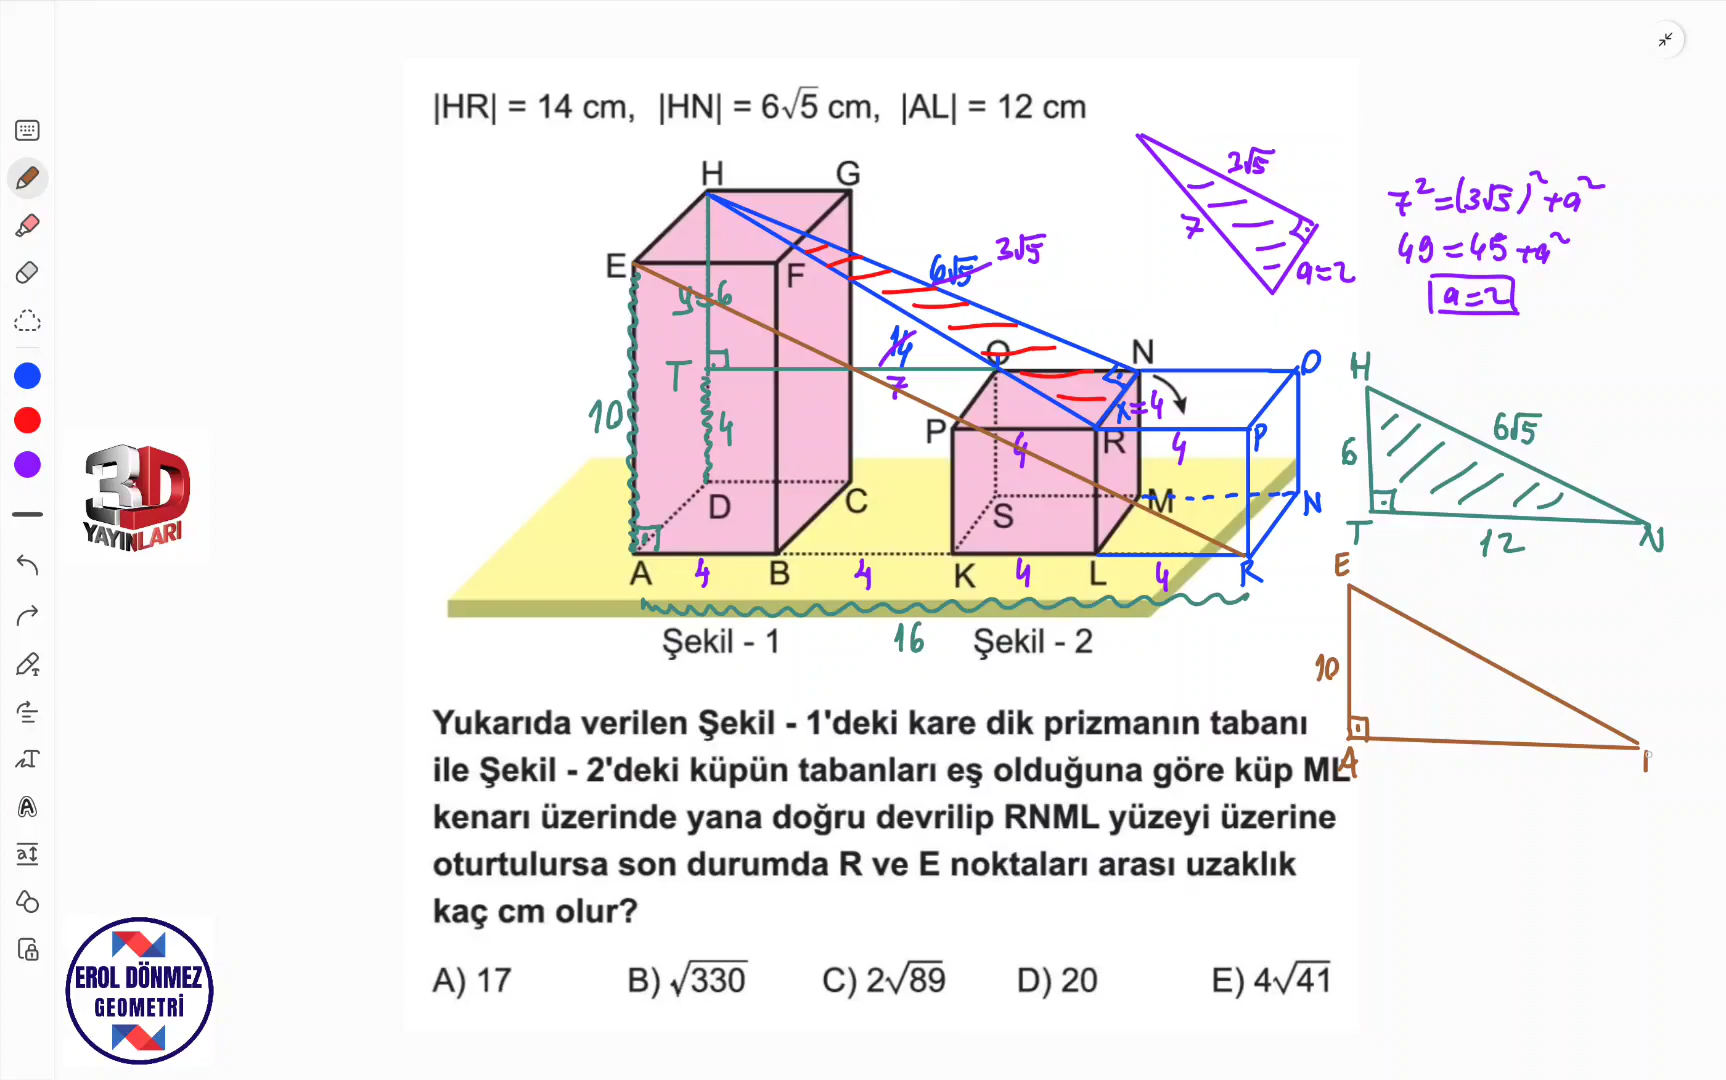 |HR| = 14 cm, |HN| = 6√5 cm, |AL| = 12 cm
H
G
E
F
y=6
T
10
4
D
C
A
B
4
4
6√5
3√5
14
7
O
N
x=4
P
R
4
4
P
O
S
M
N
K
L
R
4
4
16
Şekil - 1
Şekil - 2
3√5
7
a=2
7² = (3√5)² + a²
49 = 45 + a²
a=2
H
6
6√5
T
12
N
E
10
A
Yukarıda verilen Şekil - 1'deki kare dik prizmanın tabanı
ile Şekil - 2'deki küpün tabanları eş olduğuna göre küp ML
kenarı üzerinde yana doğru devrilip RNML yüzeyi üzerine
oturtulursa son durumda R ve E noktaları arası uzaklık
kaç cm olur?
A) 17 B) √330 C) 2√89 D) 20 E) 4√41
3D
YAYINLARI
EROL DÖNMEZ
GEOMETRİ